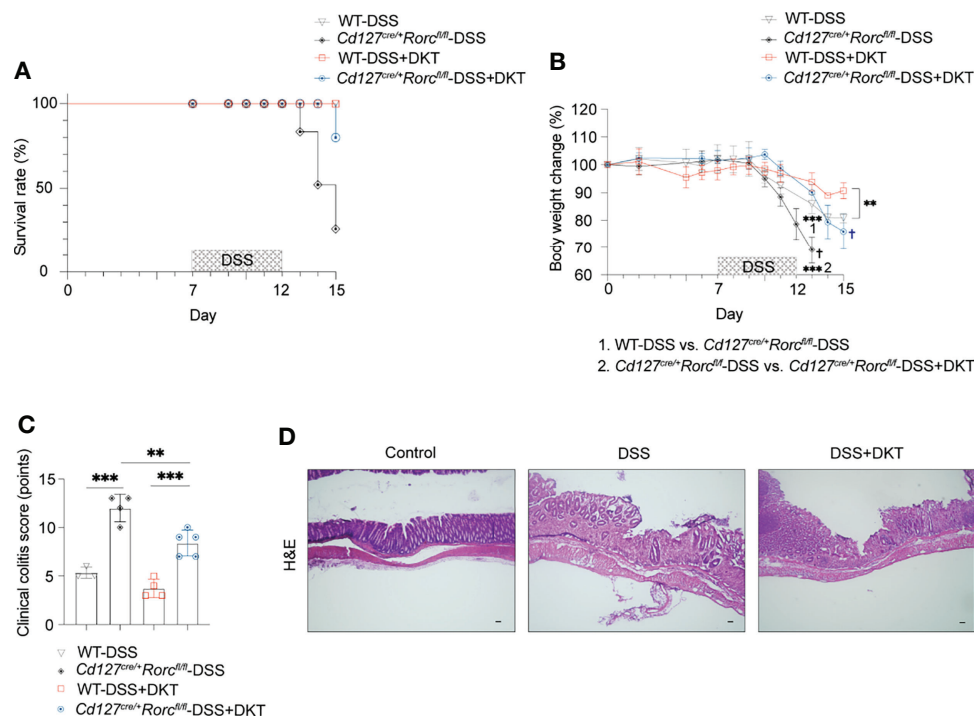 A
WT-DSS
Cd127cre/+Rorcfl/fl-DSS
WT-DSS+DKT
Cd127cre/+Rorcfl/fl-DSS+DKT
Survival rate (%)
100
50
0
DSS
0 7 12 15
Day
B
WT-DSS
Cd127cre/+Rorcfl/fl-DSS
WT-DSS+DKT
Cd127cre/+Rorcfl/fl-DSS+DKT
Body weight change (%)
120
110
100
90
80
70
60
**
***
1
†
†
***2
DSS
0 7 12 15
Day
1. WT-DSS vs. Cd127cre/+Rorcfl/fl-DSS
2. Cd127cre/+Rorcfl/fl-DSS vs. Cd127cre/+Rorcfl/fl-DSS+DKT
C
Clinical colitis score (points)
15
10
5
0
**
*** ***
WT-DSS
Cd127cre/+Rorcfl/fl-DSS
WT-DSS+DKT
Cd127cre/+Rorcfl/fl-DSS+DKT
D
Control DSS DSS+DKT
H&E